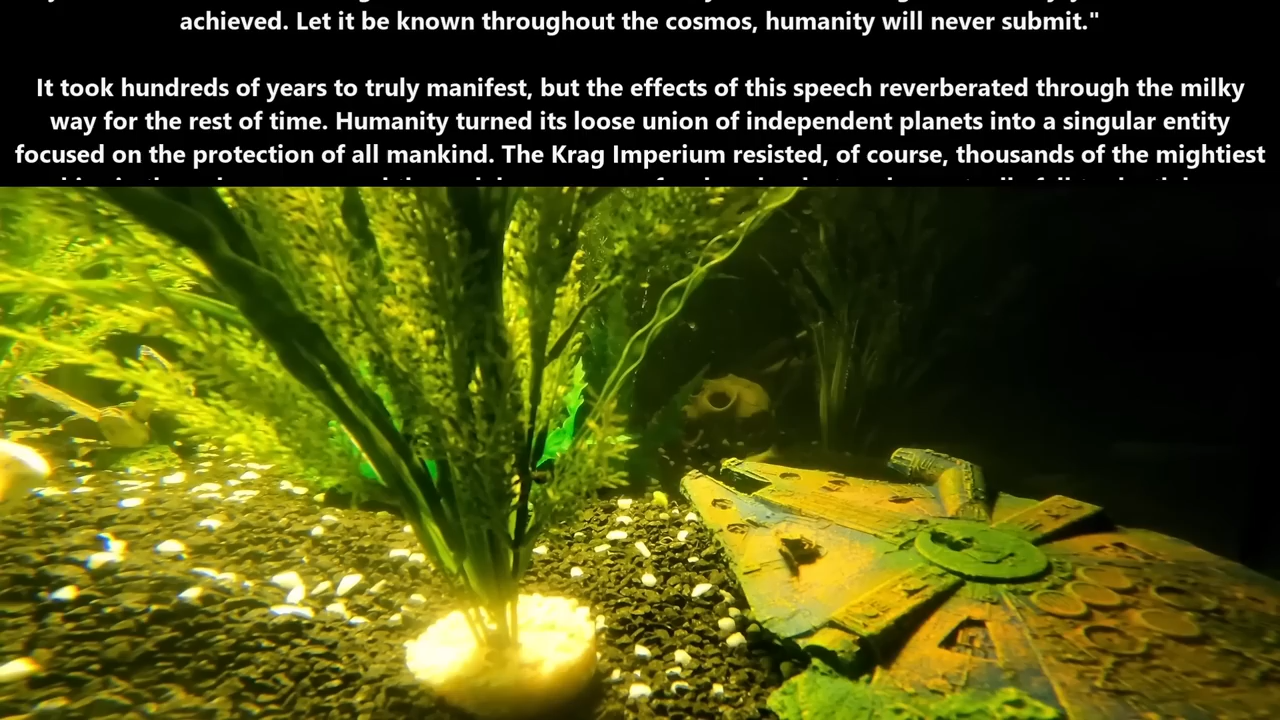 achieved. Let it be known throughout the cosmos, humanity will never submit."
It took hundreds of years to truly manifest, but the effects of this speech reverberated through the milky
way for the rest of time. Humanity turned its loose union of independent planets into a singular entity
focused on the protection of all mankind. The Krag Imperium resisted, of course, thousands of the mightiest